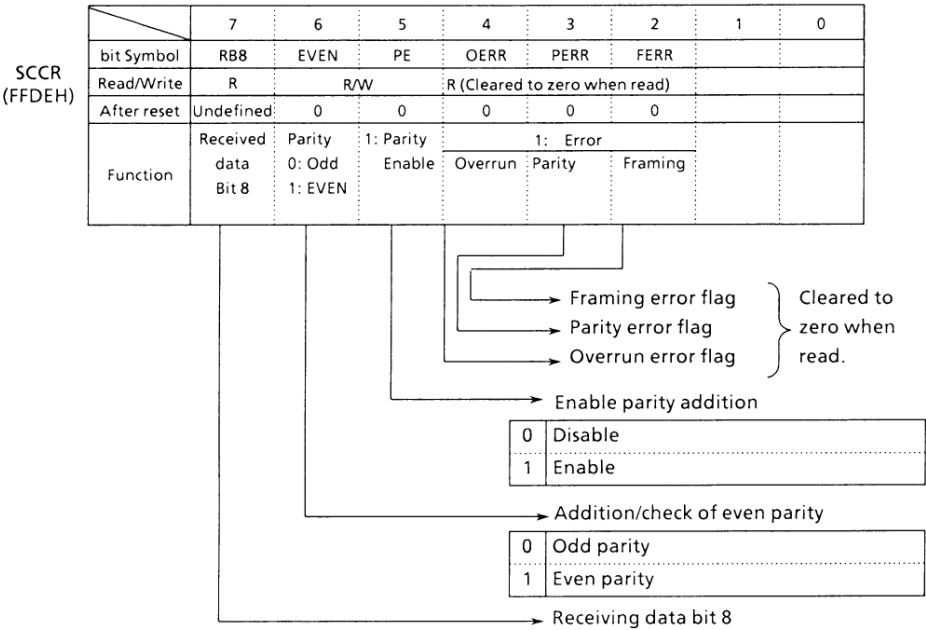 7 6 5 4 3 2 1 0
bit Symbol RB8 EVEN PE OERR PERR FERR
SCCR
(FFDEH)
Read/Write R R/W R (Cleared to zero when read)
After reset Undefined 0 0 0 0 0 0
Function
Received
data
Bit 8
Parity
0: Odd
1: EVEN
1: Parity
Enable
1: Error
Overrun Parity Framing
Framing error flag
Parity error flag
Overrun error flag
Cleared to
zero when
read.
Enable parity addition
0 Disable
1 Enable
Addition/check of even parity
0 Odd parity
1 Even parity
Receiving data bit 8